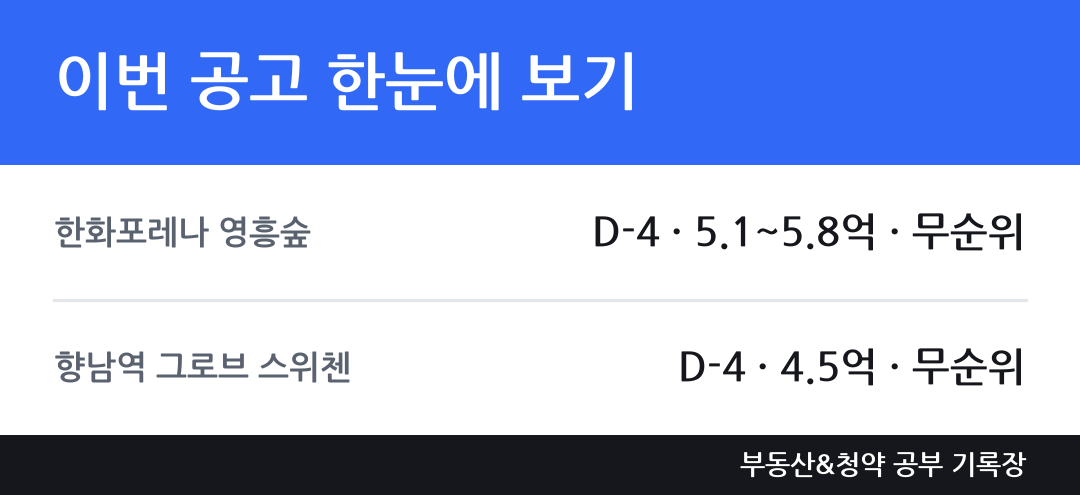 이번 공고 한눈에 보기
한화포레나 영흥숲 D-4 · 5.1~5.8억 · 무순위
향남역 그로브 스위첸 D-4 · 4.5억 · 무순위
부동산&청약 공부 기록장